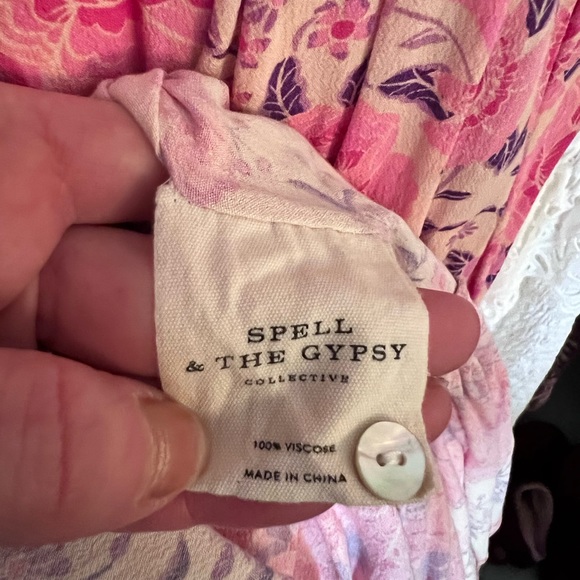 SPELL
& THE GYPSY
COLLECTIVE
100% VISCOSE
MADE IN CHINA